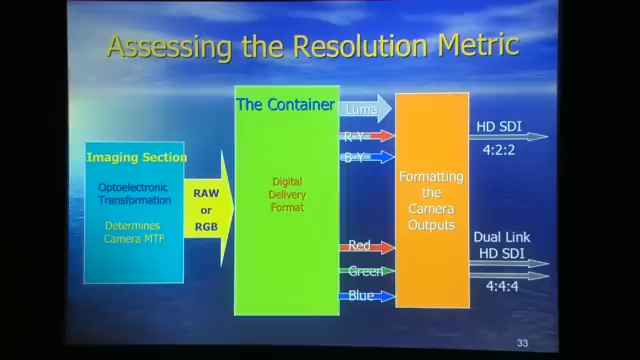 Assessing the Resolution Metric
Imaging Section
Optoelectronic
Transformation
Determines
Camera MTF
RAW
or
RGB
The Container
Digital
Delivery
Format
Luma
R-Y
B-Y
Red
Green
Blue
Formatting
the
Camera
Outputs
HD SDI
4:2:2
Dual Link
HD SDI
4:4:4
33